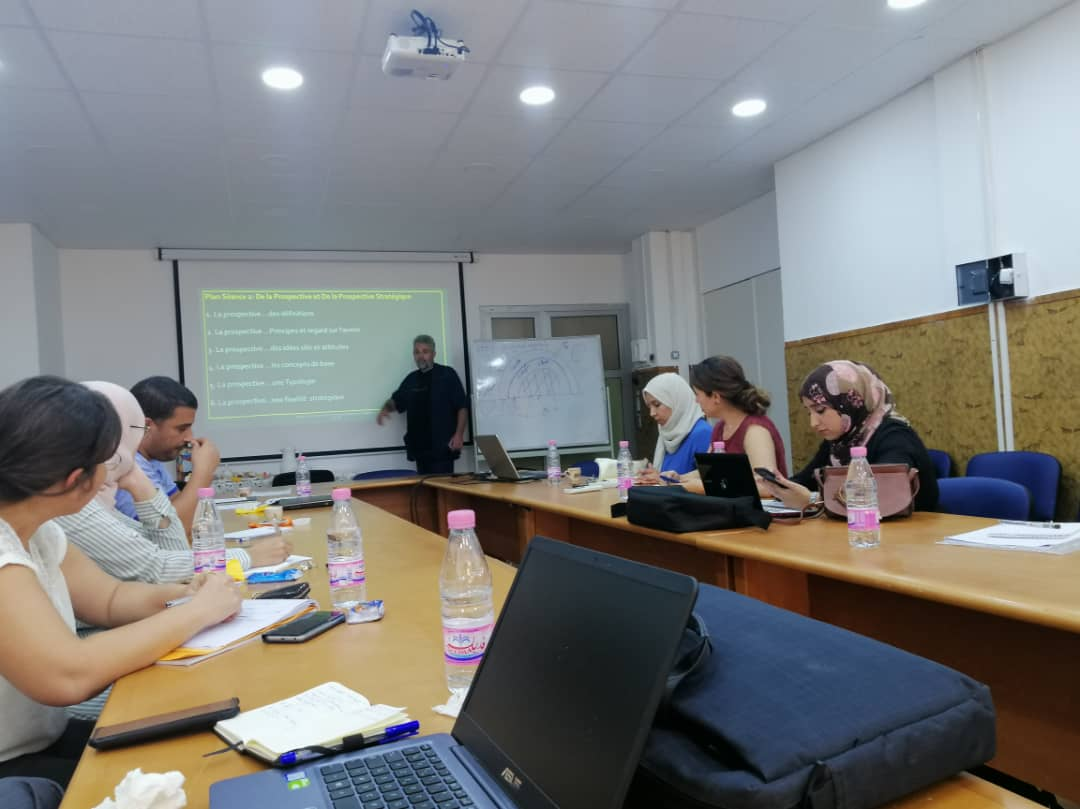 Plan Séance 2: De la Prospective et De la Prospective Stratégique
1. La prospective ... des définitions
2. La prospective ... Principes et regard sur l'avenir
3. La prospective ... des idées clés et attitudes
4. La prospective ... les concepts de base
5. La prospective ... une Typologie
6. La prospective ... une finalité stratégique
ASUS